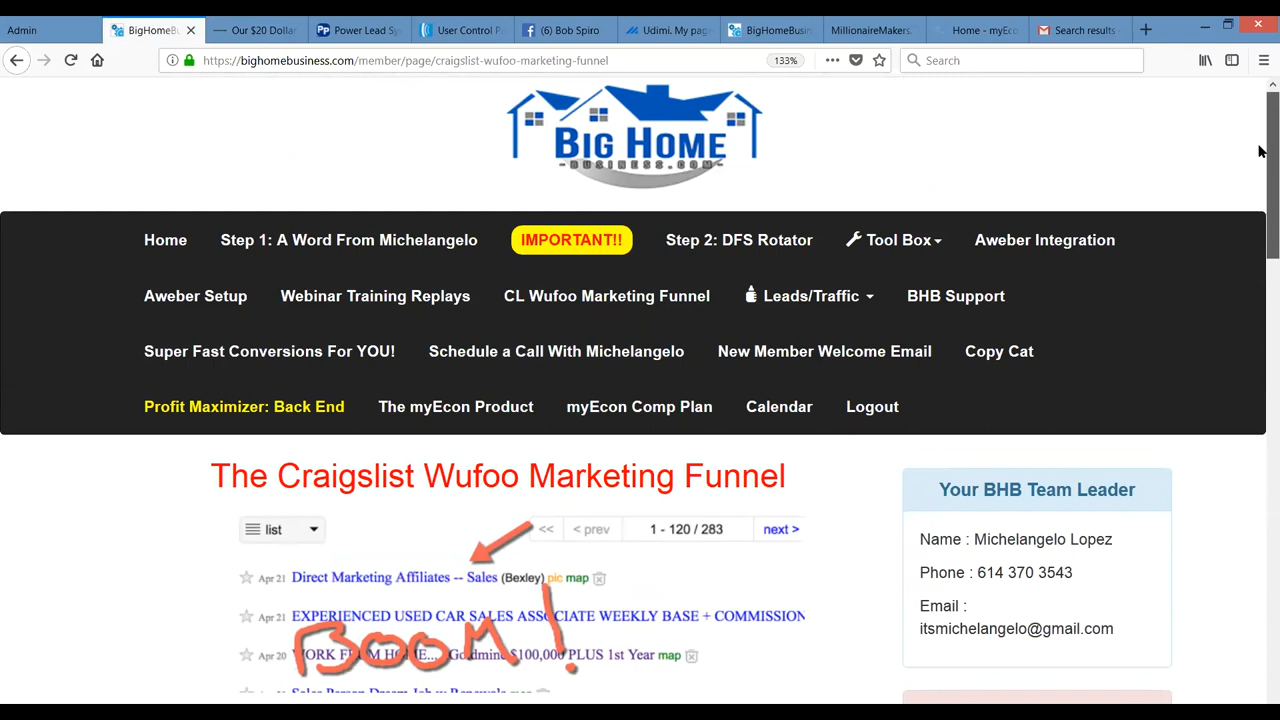 Admin
BigHomeBu
Our $20 Dollar
Power Lead Sys
User Control Pa
(6) Bob Spiro
Udimi. My page
BigHomeBusin
MillionaireMakers.
Home - myEco
Search results
https://bighomebusiness.com/member/page/craigslist-wufoo-marketing-funnel
133%
Search
BIG HOME
-BUSINESS.COM-
Home
Step 1: A Word From Michelangelo
IMPORTANT!!
Step 2: DFS Rotator
Tool Box
Aweber Integration
Aweber Setup
Webinar Training Replays
CL Wufoo Marketing Funnel
Leads/Traffic
BHB Support
Super Fast Conversions For YOU!
Schedule a Call With Michelangelo
New Member Welcome Email
Copy Cat
Profit Maximizer: Back End
The myEcon Product
myEcon Comp Plan
Calendar
Logout
The Craigslist Wufoo Marketing Funnel
list
<< < prev 1 - 120 / 283 next >
Apr 21 Direct Marketing Affiliates -- Sales (Bexley) pic map
Apr 21 EXPERIENCED USED CAR SALES ASSOCIATE WEEKLY BASE + COMMISSION
Apr 20 WORK FROM HOME... Goldmine $100,000 PLUS 1st Year map
BOOM!
Your BHB Team Leader
Name : Michelangelo Lopez
Phone : 614 370 3543
Email :
itsmichelangelo@gmail.com